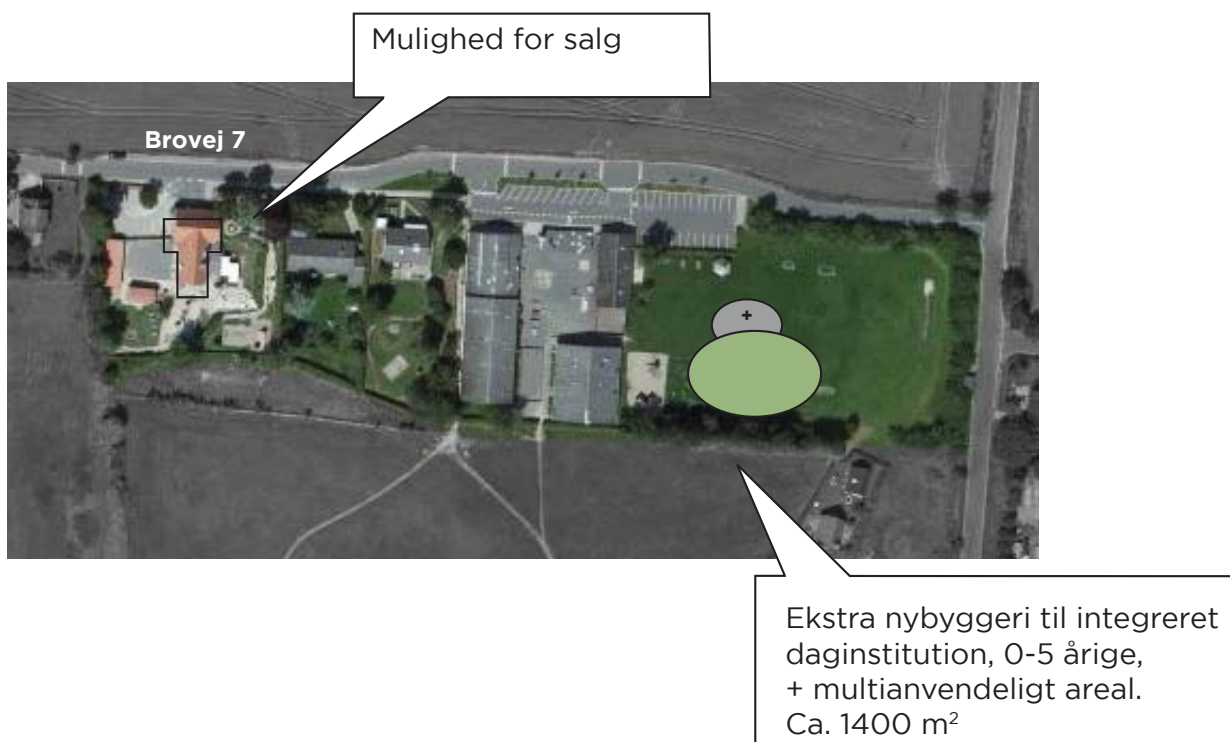 Mulighed for salg
Brovej 7
+
Ekstra nybyggeri til integreret
daginstitution, 0-5 årige,
+ multianvendeligt areal.
Ca. 1400 m²